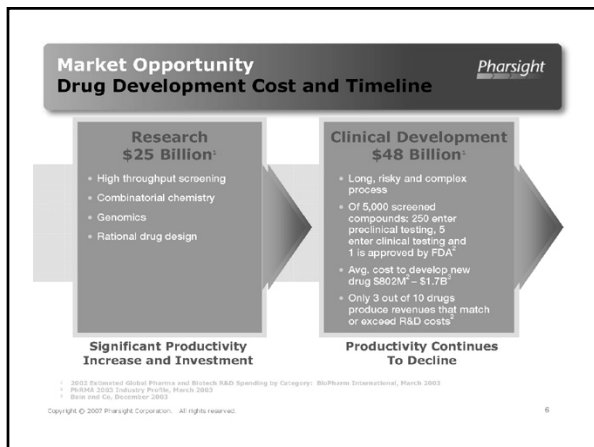 Market Opportunity
Drug Development Cost and Timeline
Pharsight
Research
$25 Billion¹
• High throughput screening
• Combinatorial chemistry
• Genomics
• Rational drug design
Significant Productivity
Increase and Investment
Clinical Development
$48 Billion¹
• Long, risky and complex
process
• Of 5,000 screened
compounds: 250 enter
preclinical testing, 5
enter clinical testing and
1 is approved by FDA²
• Avg. cost to develop new
drug $802M² – $1.7B³
• Only 3 out of 10 drugs
produce revenues that match
or exceed R&D costs²
Productivity Continues
To Decline
¹ 2003 Estimated Global Pharma and Biotech R&D Spending by Category: BioPharm International, March 2003
² PhRMA 2003 Industry Profile, March 2003
³ Bain and Co, December 2003
Copyright © 2007 Pharsight Corporation. All rights reserved.
6